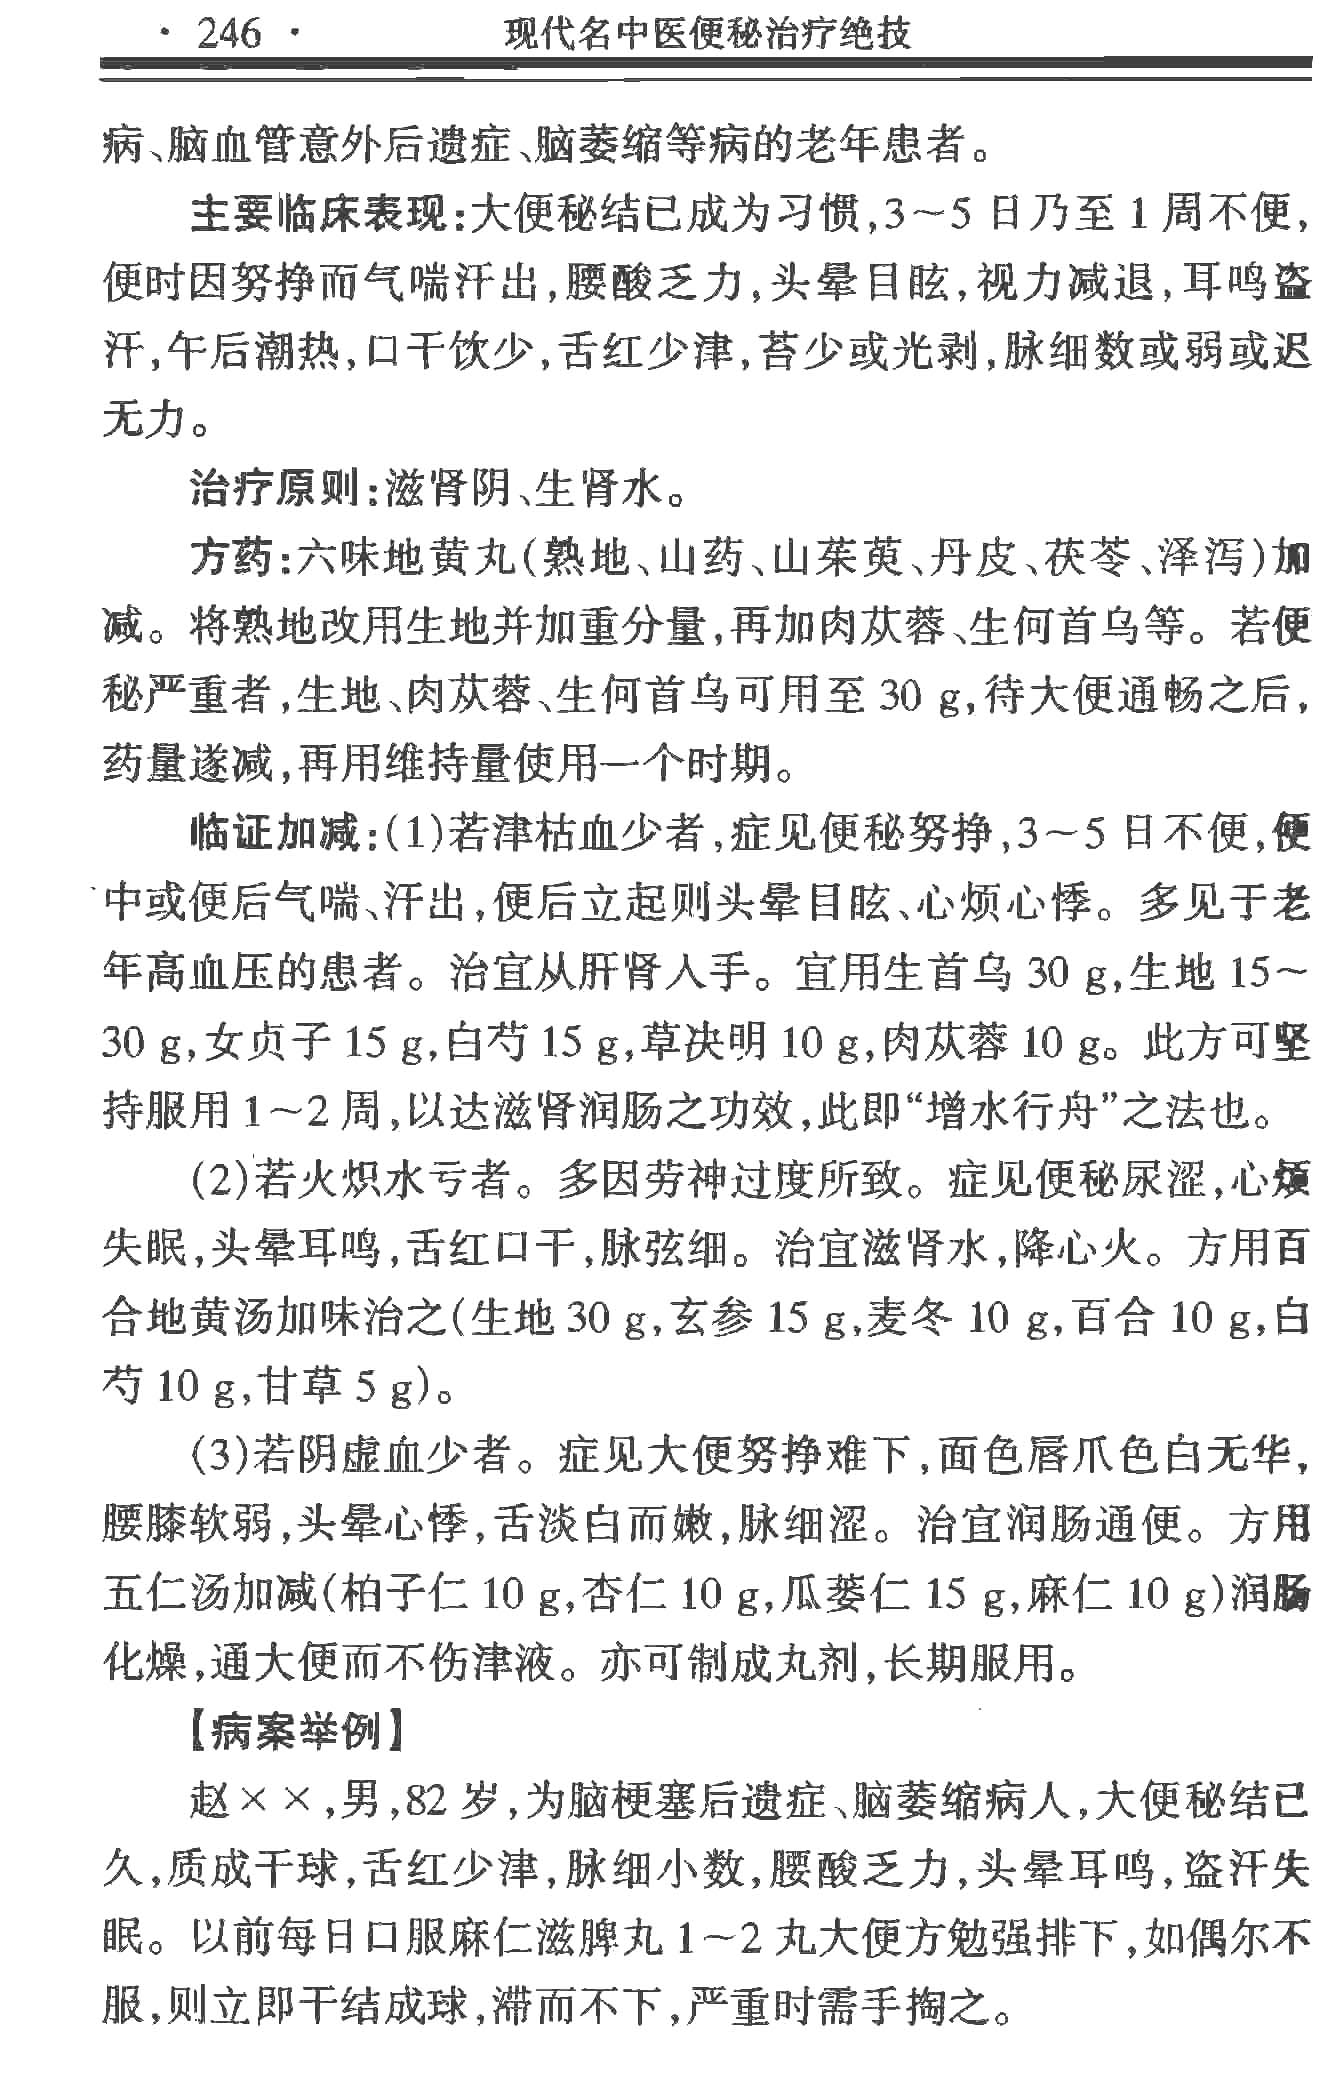 · 246 · 现代名中医便秘治疗绝技
病、脑血管意外后遗症、脑萎缩等病的老年患者。
主要临床表现:大便秘结已成为习惯,3～5 日乃至 1 周不便,
便时因努挣而气喘汗出,腰酸乏力,头晕目眩,视力减退,耳鸣盗
汗,午后潮热,口干饮少,舌红少津,苔少或光剥,脉细数或弱或迟
无力。
治疗原则:滋肾阴、生肾水。
方药:六味地黄丸(熟地、山药、山茱萸、丹皮、茯苓、泽泻)加
减。将熟地改用生地并加重分量,再加肉苁蓉、生何首乌等。若便
秘严重者,生地、肉苁蓉、生何首乌可用至 30 g,待大便通畅之后,
药量遂减,再用维持量使用一个时期。
临证加减:(1)若津枯血少者,症见便秘努挣,3～5 日不便,便
中或便后气喘、汗出,便后立起则头晕目眩、心烦心悸。多见于老
年高血压的患者。治宜从肝肾入手。宜用生首乌 30 g,生地 15～
30 g,女贞子 15 g,白芍 15 g,草决明 10 g,肉苁蓉 10 g。此方可坚
持服用 1～2 周,以达滋肾润肠之功效,此即“增水行舟”之法也。
(2)若火炽水亏者。多因劳神过度所致。症见便秘尿涩,心烦
失眠,头晕耳鸣,舌红口干,脉弦细。治宜滋肾水,降心火。方用百
合地黄汤加味治之(生地 30 g,玄参 15 g,麦冬 10 g,百合 10 g,白
芍 10 g,甘草 5 g)。
(3)若阴虚血少者。症见大便努挣难下,面色唇爪色白无华,
腰膝软弱,头晕心悸,舌淡白而嫩,脉细涩。治宜润肠通便。方用
五仁汤加减(柏子仁 10 g,杏仁 10 g,瓜蒌仁 15 g,麻仁 10 g)润肠
化燥,通大便而不伤津液。亦可制成丸剂,长期服用。
【病案举例】
赵××,男,82 岁,为脑梗塞后遗症、脑萎缩病人,大便秘结已
久,质成干球,舌红少津,脉细小数,腰酸乏力,头晕耳鸣,盗汗失
眠。以前每日口服麻仁滋脾丸 1～2 丸大便方勉强排下,如偶尔不
服,则立即干结成球,滞而不下,严重时需手掏之。